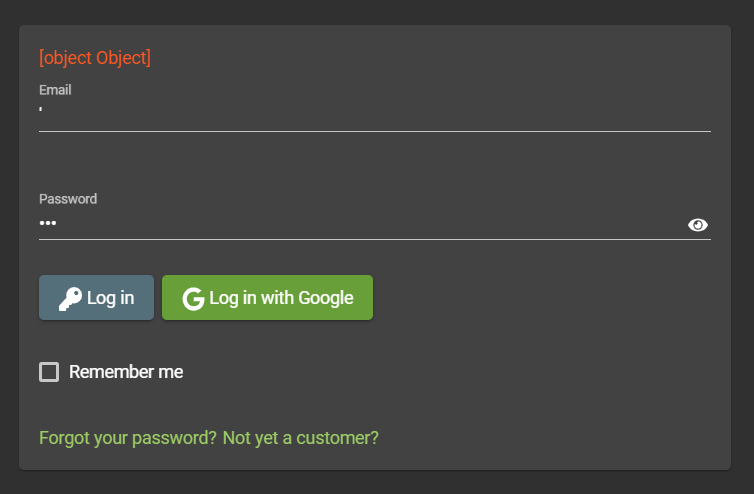 [object Object]
Email
'
Password
•••
Log in
Log in with Google
Remember me
Forgot your password? Not yet a customer?